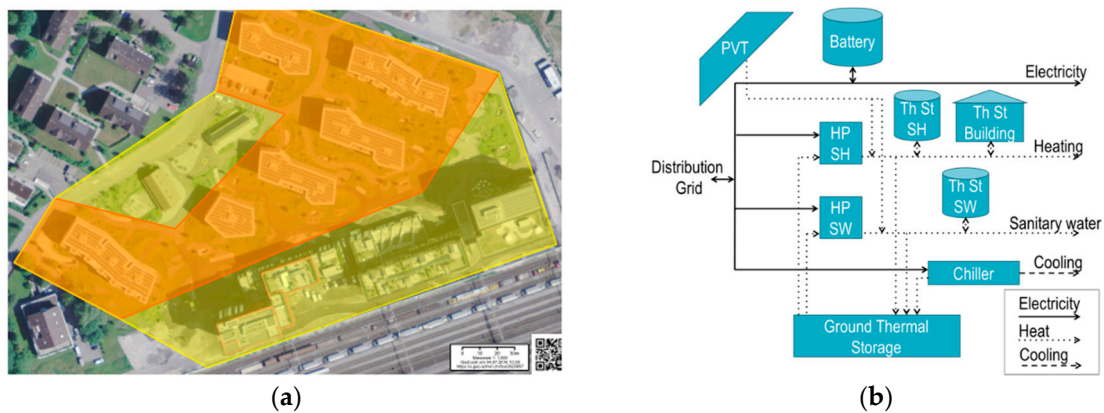 PVT
Battery
Electricity
Th St
SH
Th St
Building
HP
SH
Heating
Distribution
Grid
Th St
SW
HP
SW
Sanitary water
Cooling
Chiller
Electricity
Heat
Cooling
Ground Thermal
Storage
(a)
(b)